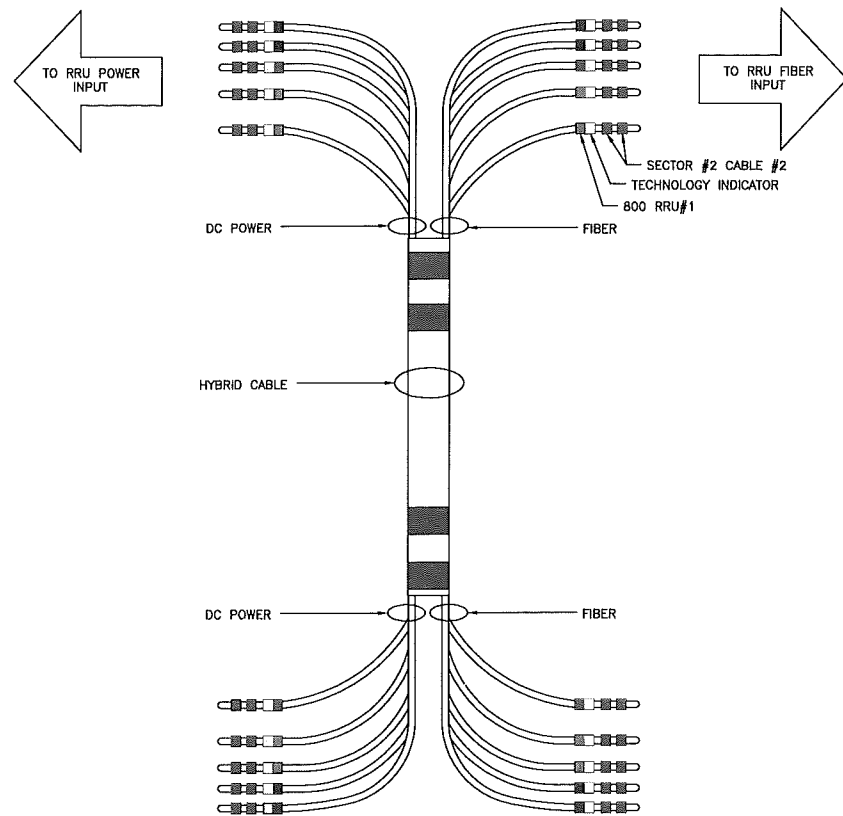 TO RRU POWER
INPUT
TO RRU FIBER
INPUT
SECTOR #2 CABLE #2
TECHNOLOGY INDICATOR
800 RRU#1
DC POWER
FIBER
HYBRID CABLE
DC POWER
FIBER